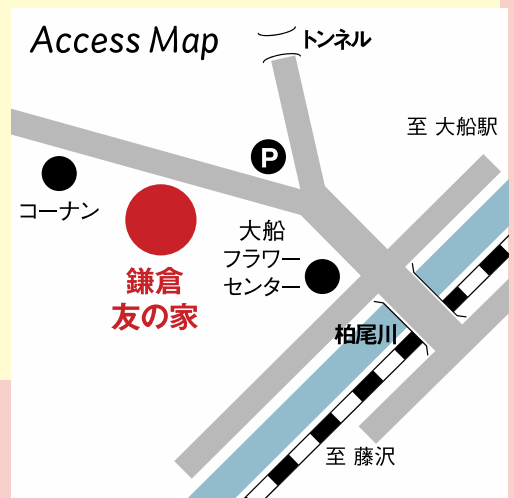 Access Map
トンネル
至 大船駅
P
コーナン
大船
フラワー
センター
鎌倉
友の家
柏尾川
至 藤沢